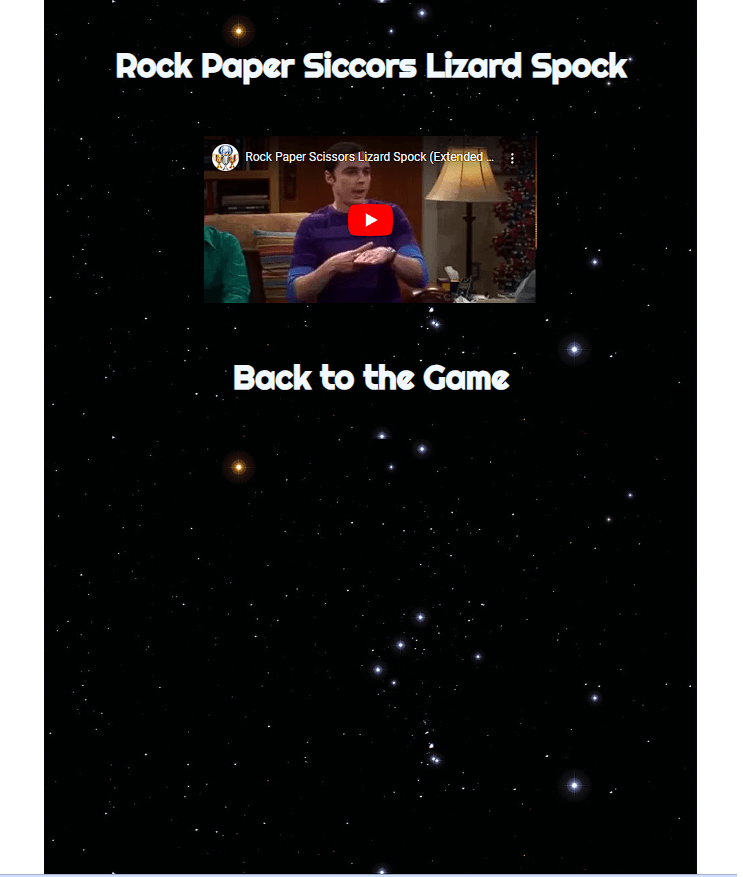 Rock Paper Siccors Lizard Spock
Rock Paper Scissors Lizard Spock (Extended ...
Back to the Game